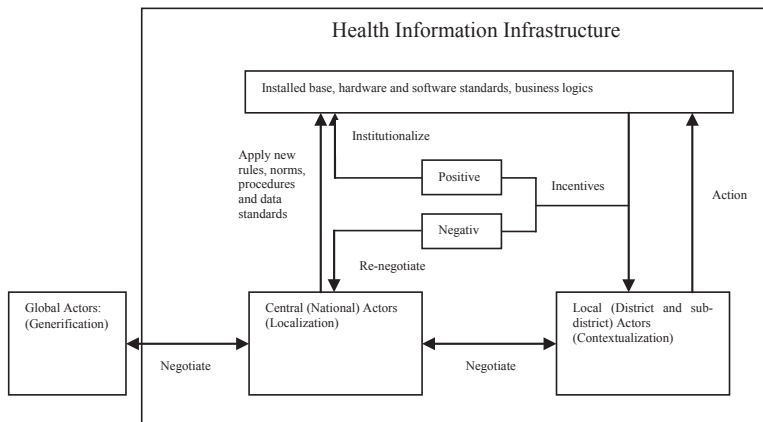 Health Information Infrastructure
Installed base, hardware and software standards, business logics
Institutionalize
Apply new
rules, norms,
procedures
and data
standards
Positive
Incentives
Action
Negativ
Re-negotiate
Global Actors:
(Generification)
Central (National) Actors
(Localization)
Local (District and sub-
district) Actors
(Contextualization)
Negotiate
Negotiate